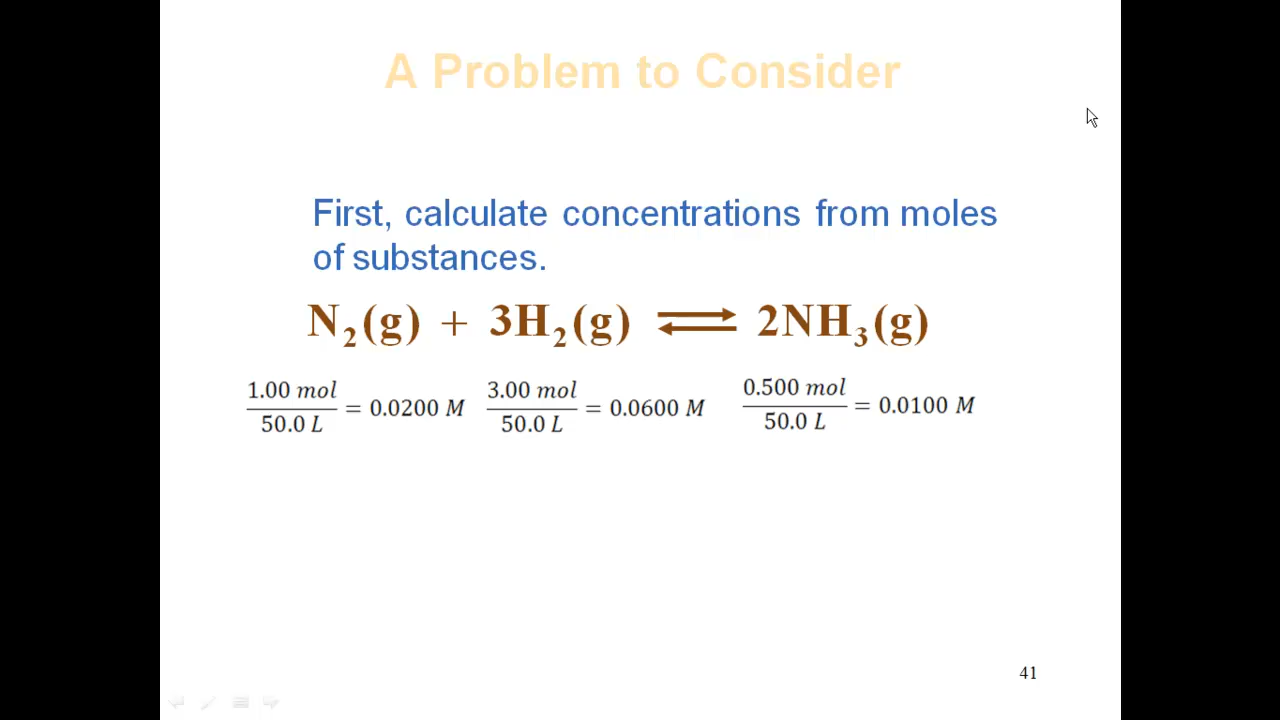 A Problem to Consider
First, calculate concentrations from moles
of substances.
N₂(g) + 3H₂(g) ⇌ 2NH₃(g)
1.00 mol / 50.0 L = 0.0200 M 3.00 mol / 50.0 L = 0.0600 M 0.500 mol / 50.0 L = 0.0100 M
41